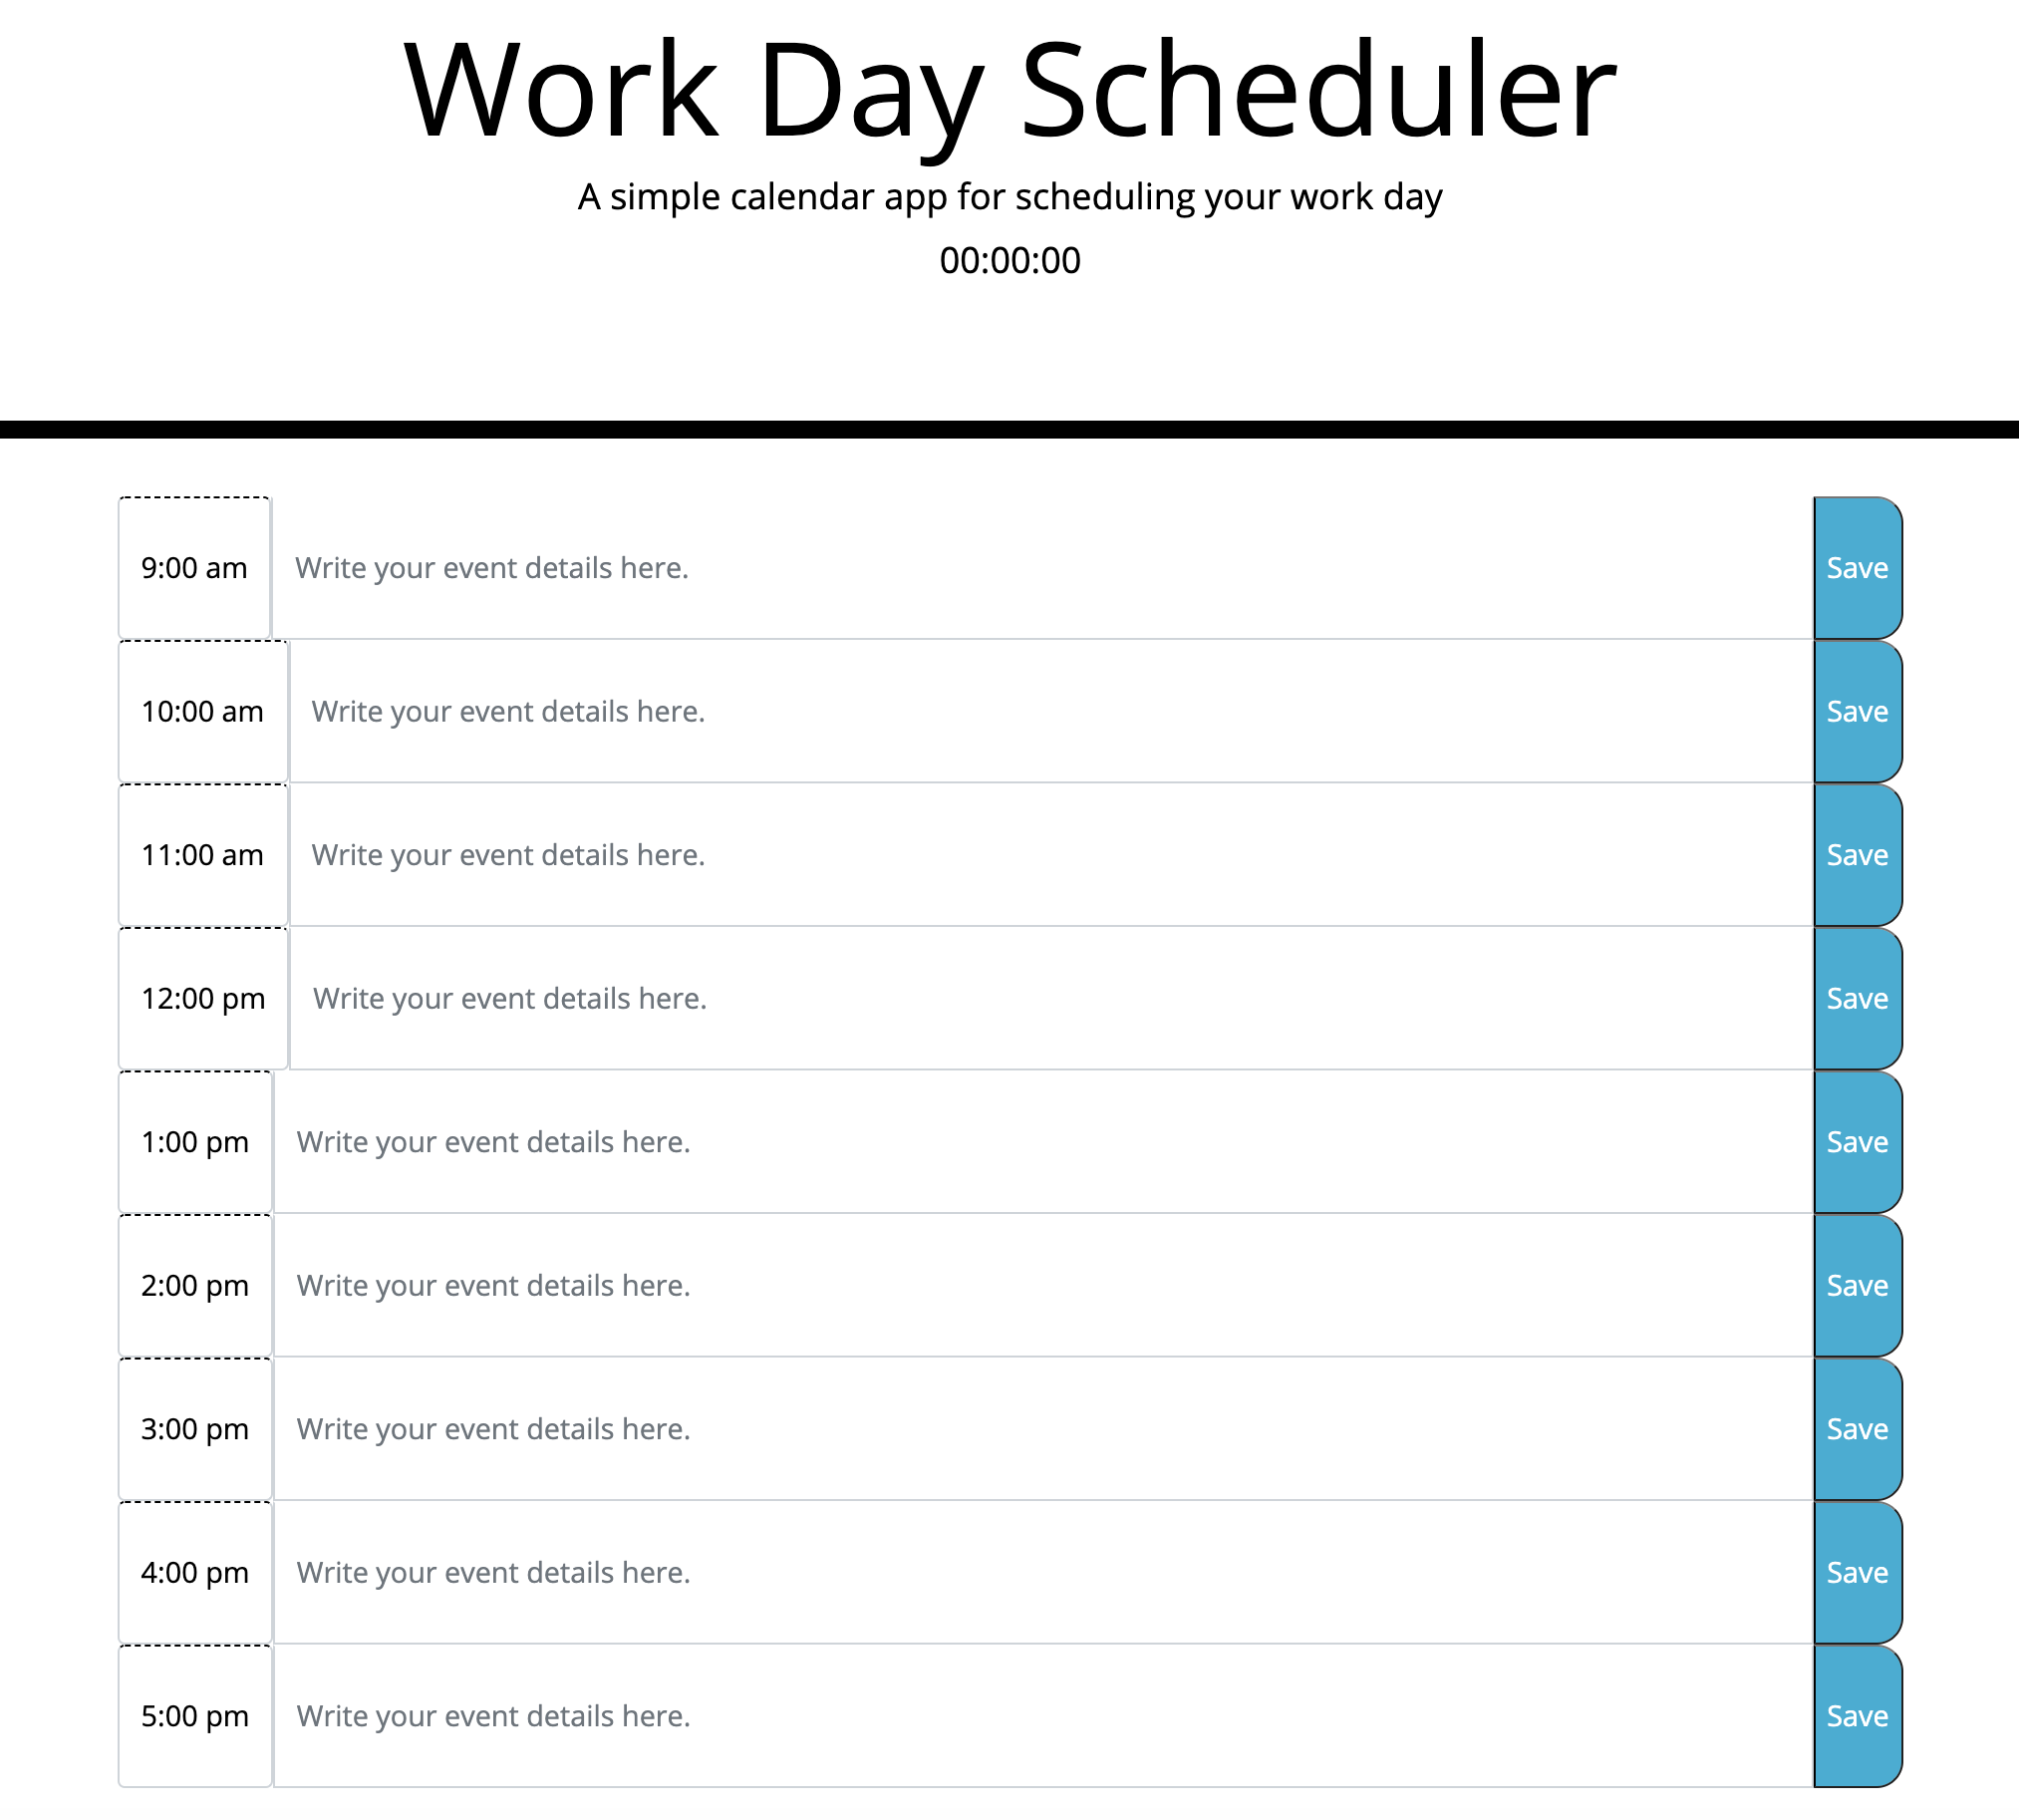 Work Day Scheduler
A simple calendar app for scheduling your work day
00:00:00
9:00 am Write your event details here. Save
10:00 am Write your event details here. Save
11:00 am Write your event details here. Save
12:00 pm Write your event details here. Save
1:00 pm Write your event details here. Save
2:00 pm Write your event details here. Save
3:00 pm Write your event details here. Save
4:00 pm Write your event details here. Save
5:00 pm Write your event details here. Save